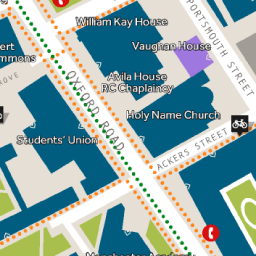 William Kay House
PORTSMOUTH STREET
Vaughan House
OXFORD ROAD
Avila House
RC Chaplaincy
Holy Name Church
Students' Union
ACKERS STREET